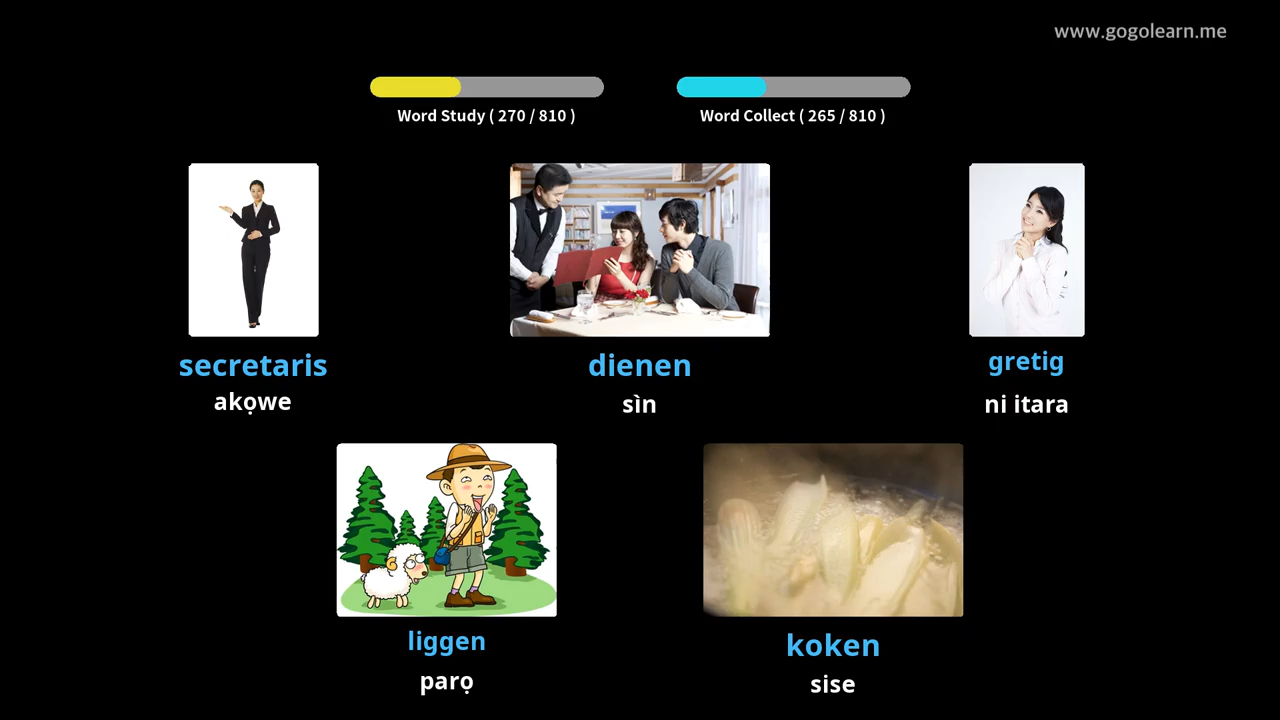 www.gogolearn.me
Word Study ( 270 / 810 )
Word Collect ( 265 / 810 )
secretaris
akọwe
dienen
sìn
gretig
ni itara
liggen
parọ
koken
sise